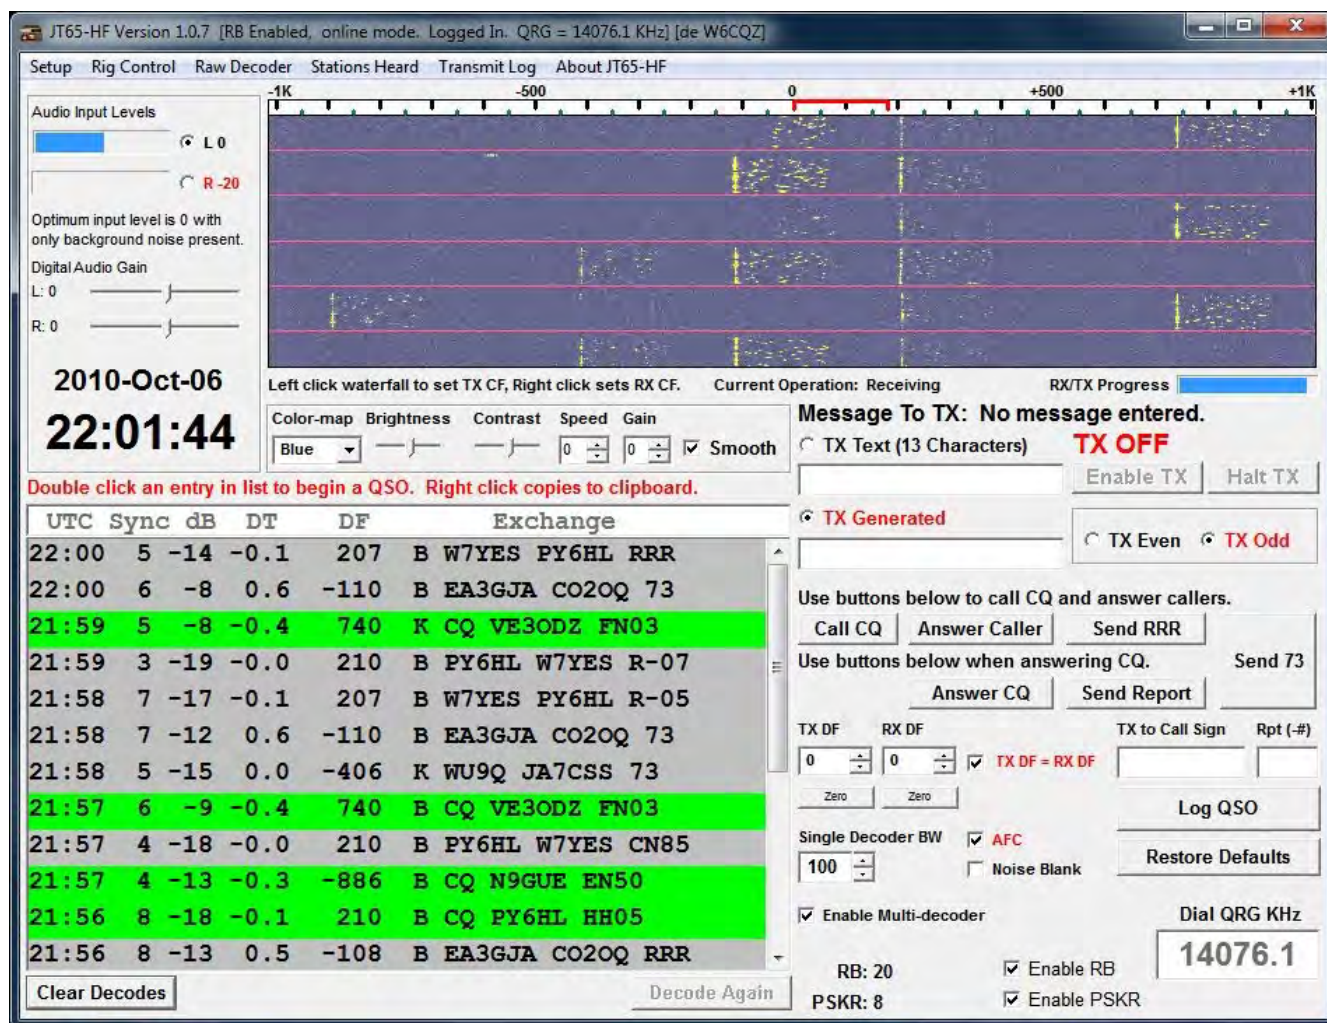 JT65-HF Version 1.0.7 [RB Enabled, online mode. Logged In. QRG = 14076.1 KHz] [de W6CQZ]
Setup Rig Control Raw Decoder Stations Heard Transmit Log About JT65-HF
-1K -500 0 +500 +1K
Audio Input Levels
L 0
R -20
Optimum input level is 0 with
only background noise present.
Digital Audio Gain
L: 0
R: 0
2010-Oct-06
22:01:44
Left click waterfall to set TX CF, Right click sets RX CF. Current Operation: Receiving RX/TX Progress
Color-map Brightness Contrast Speed Gain
Blue 0 0 Smooth
Double click an entry in list to begin a QSO. Right click copies to clipboard.
UTC Sync dB DT DF Exchange
22:00 5 -14 -0.1 207 B W7YES PY6HL RRR
22:00 6 -8 0.6 -110 B EA3GJA CO2OQ 73
21:59 5 -8 -0.4 740 K CQ VE3ODZ FN03
21:59 3 -19 -0.0 210 B PY6HL W7YES R-07
21:58 7 -17 -0.1 207 B W7YES PY6HL R-05
21:58 7 -12 0.6 -110 B EA3GJA CO2OQ 73
21:58 5 -15 0.0 -406 K WU9Q JA7CSS 73
21:57 6 -9 -0.4 740 B CQ VE3ODZ FN03
21:57 4 -18 -0.0 210 B PY6HL W7YES CN85
21:57 4 -13 -0.3 -886 B CQ N9GUE EN50
21:56 8 -18 -0.1 210 B CQ PY6HL HH05
21:56 8 -13 0.5 -108 B EA3GJA CO2OQ RRR
Clear Decodes Decode Again
Message To TX: No message entered.
TX Text (13 Characters) TX OFF
Enable TX Halt TX
TX Generated
TX Even TX Odd
Use buttons below to call CQ and answer callers.
Call CQ Answer Caller Send RRR
Use buttons below when answering CQ. Send 73
Answer CQ Send Report
TX DF RX DF TX to Call Sign Rpt (-#)
0 0 TX DF = RX DF
Zero Zero
Log QSO
Single Decoder BW AFC
100 Noise Blank Restore Defaults
Enable Multi-decoder Dial QRG KHz
14076.1
RB: 20 Enable RB
PSKR: 8 Enable PSKR